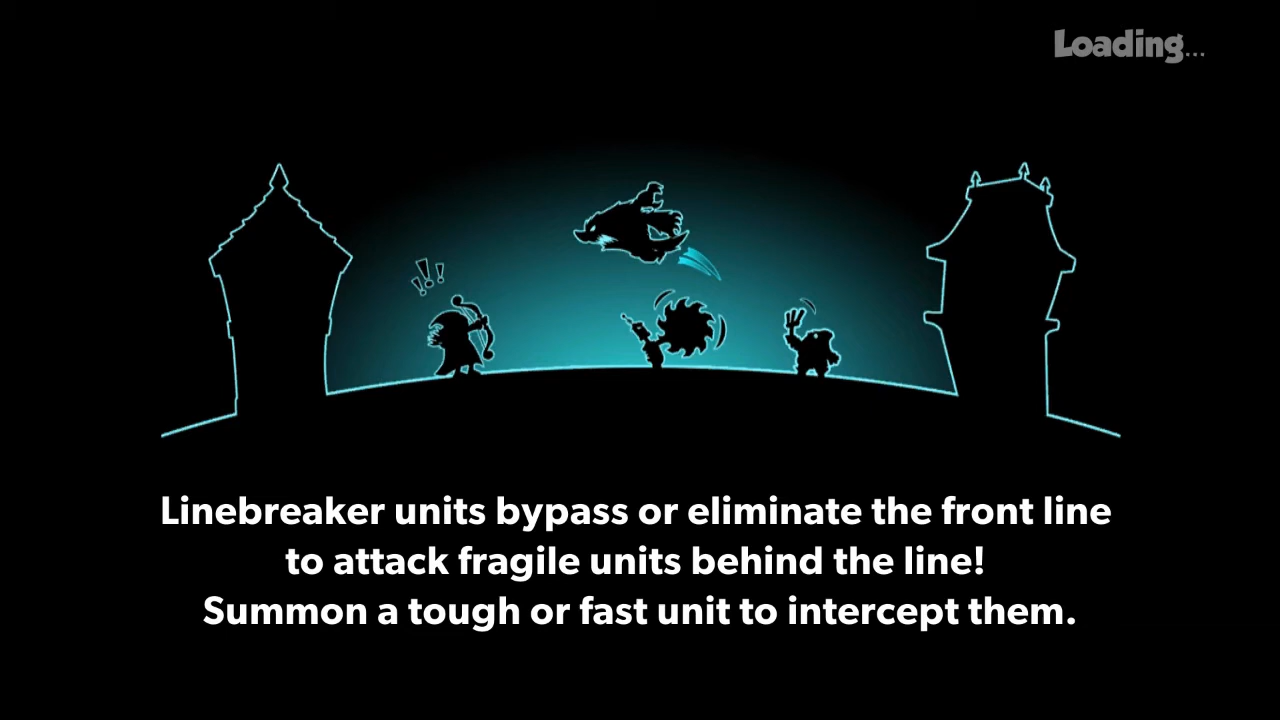 Loading...
!!!
Linebreaker units bypass or eliminate the front line
to attack fragile units behind the line!
Summon a tough or fast unit to intercept them.